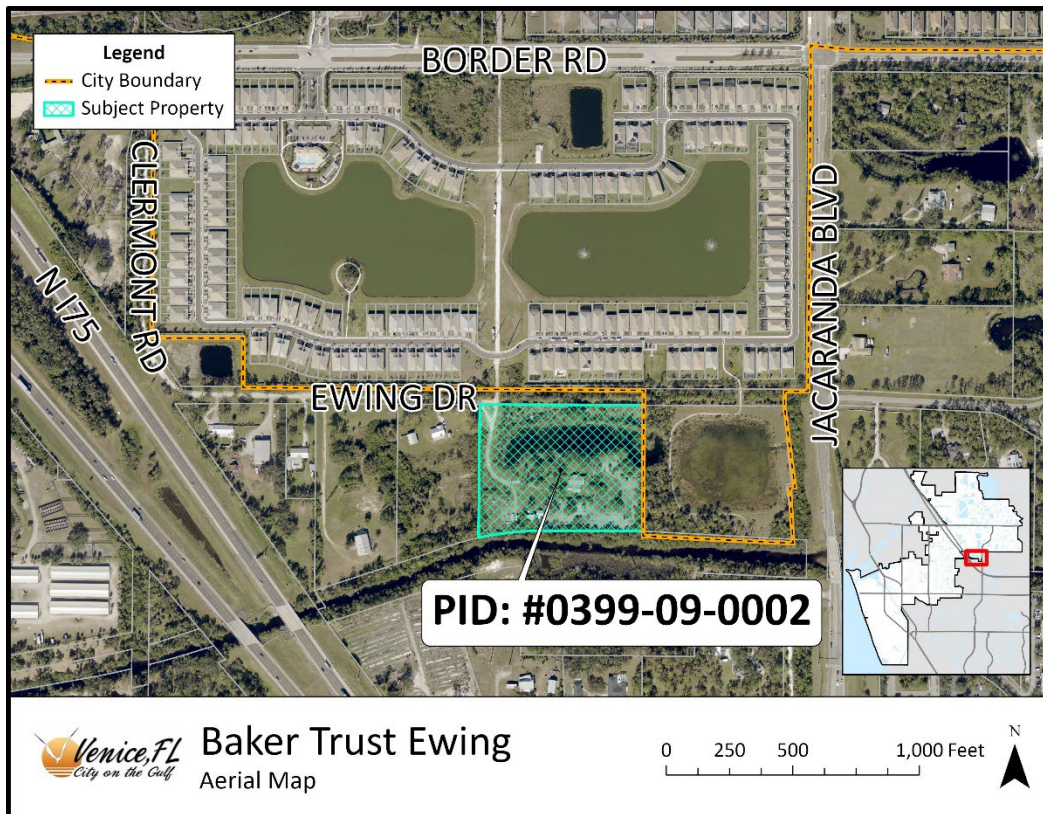 Legend
City Boundary
Subject Property
BORDER RD
CLERMONT RD
N I 75
JACARANDA BLVD
EWING DR
PID: #0399-09-0002
Venice, FL
City on the Gulf
Baker Trust Ewing
Aerial Map
0 250 500 1,000 Feet
N